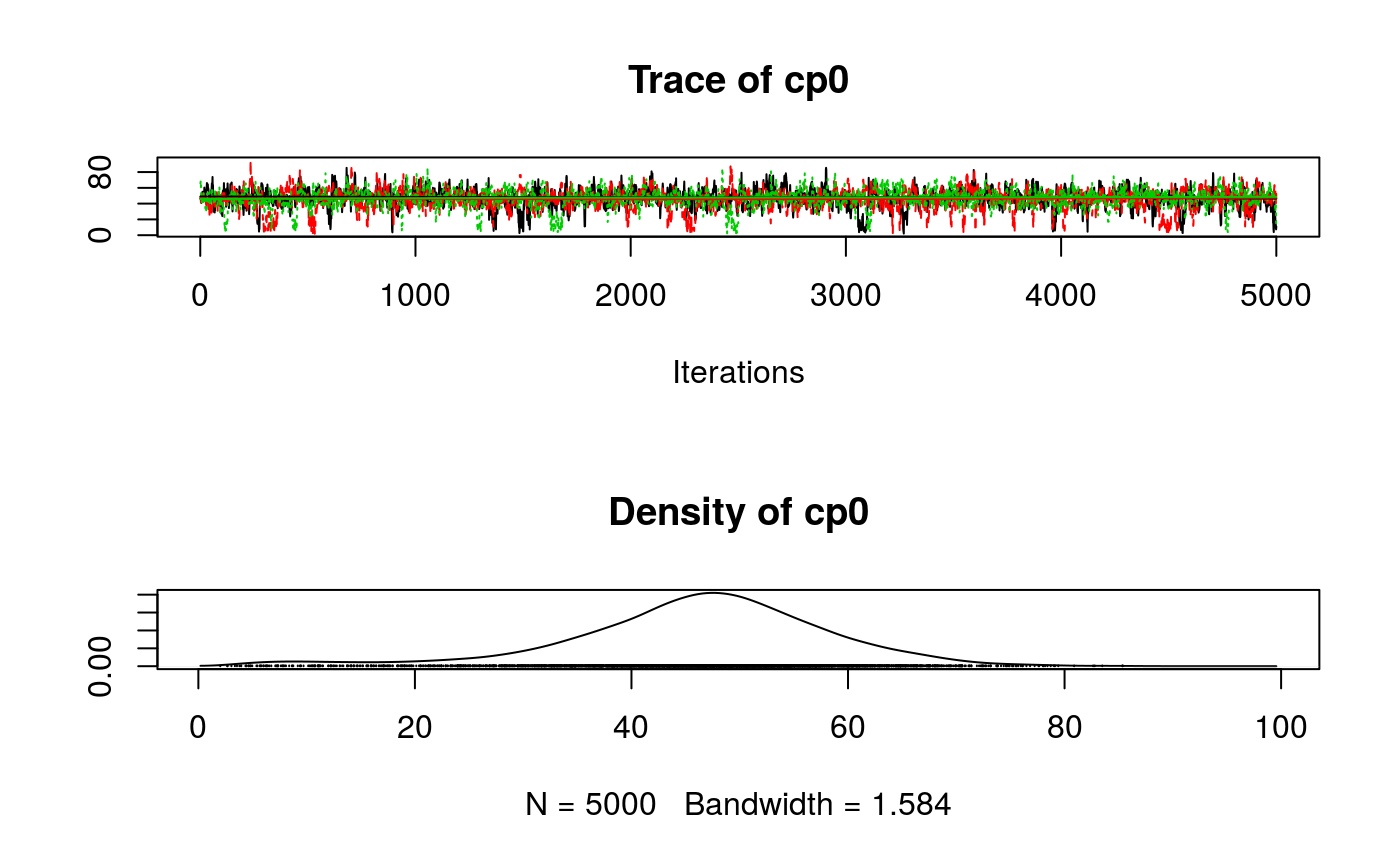 Trace of cp0
80
0
0 1000 2000 3000 4000 5000
Iterations
Density of cp0
0.00
0 20 40 60 80 100
N = 5000 Bandwidth = 1.584